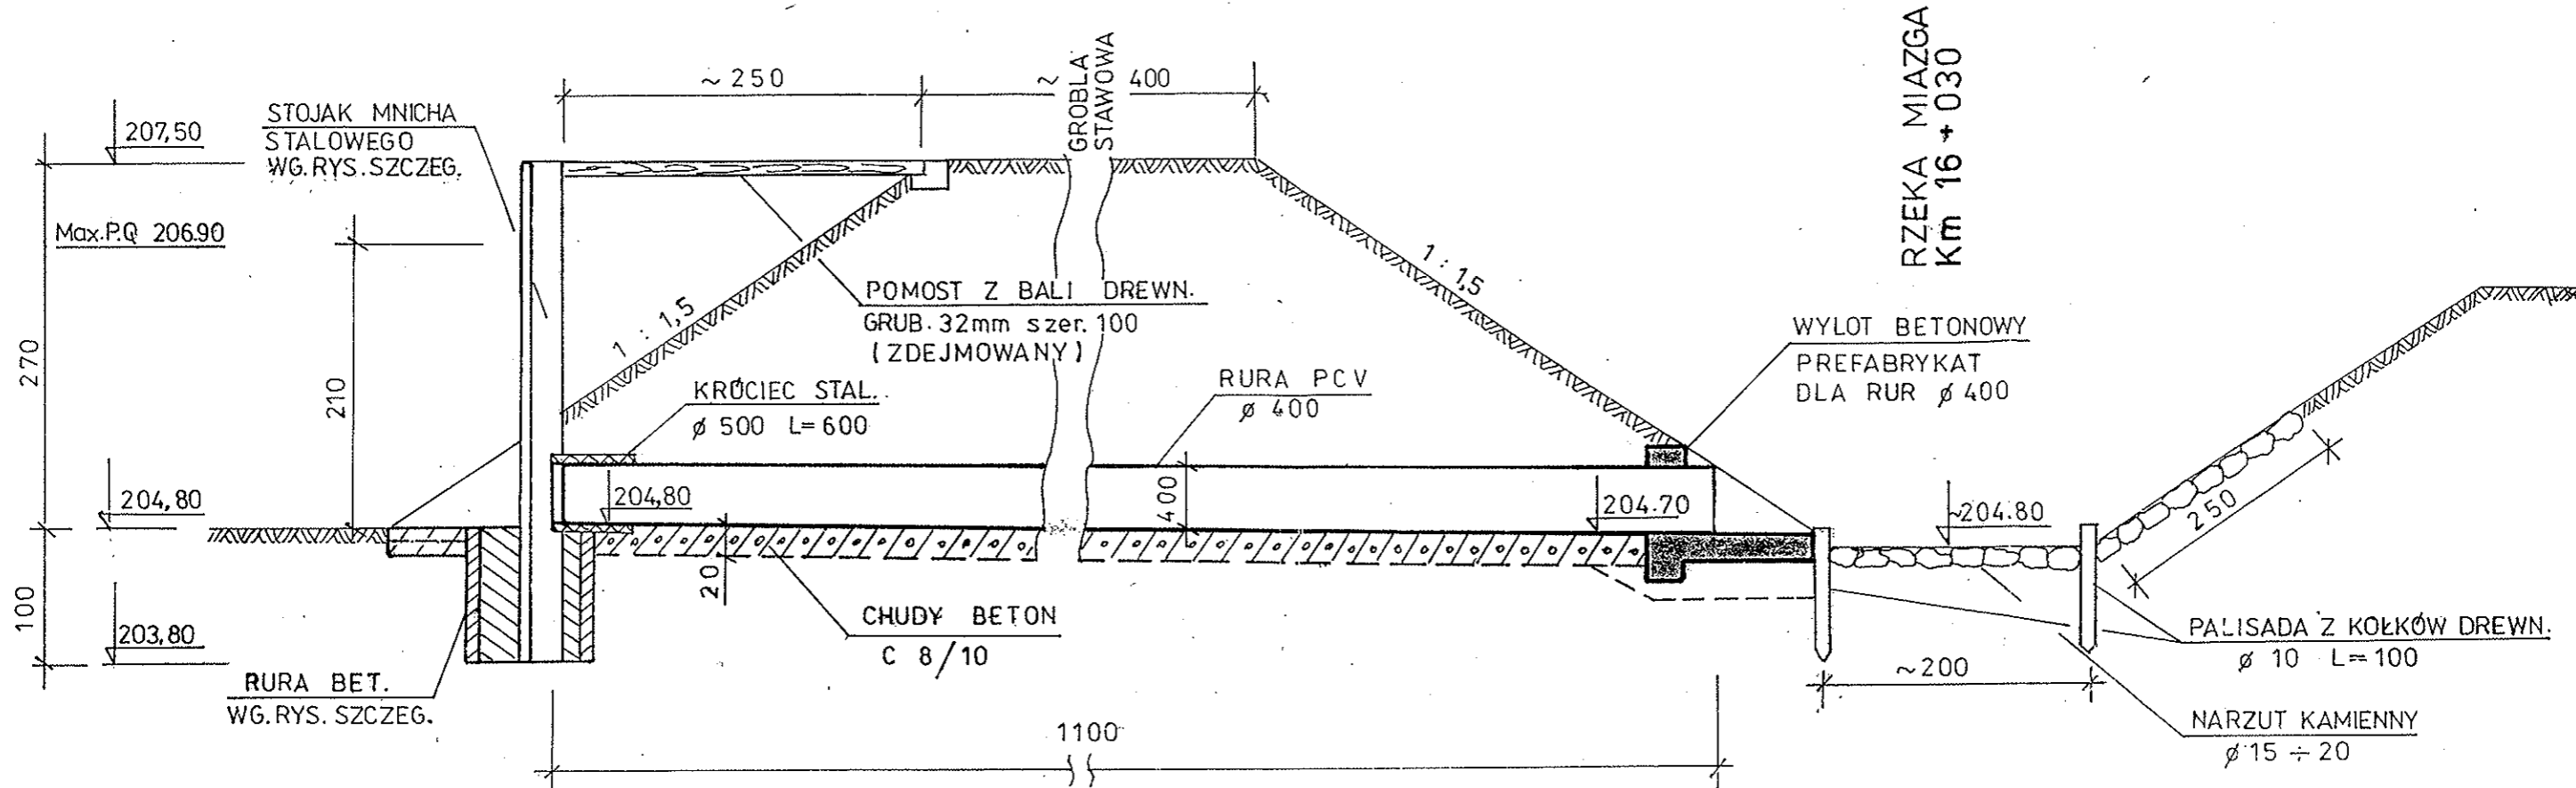 ~250
~ 400
GROBLA
STAWOWA
RZEKA MIAZGA
Km 16 + 030
207,50
STOJAK MNICHA
STALOWEGO
WG.RYS.SZCZEG.
Max.P.Q 206.90
270
210
1 : 1,5
POMOST Z BALI DREWN.
GRUB. 32mm szer. 100
(ZDEJMOWANY)
1 : 1,5
WYLOT BETONOWY
PREFABRYKAT
DLA RUR ø 400
KRÓCIEC STAL.
ø 500 L=600
RURA PCV
ø 400
204,80
204,80
400
204.70
~204.80
250
100
203,80
20
CHUDY BETON
C 8/10
RURA BET.
WG.RYS. SZCZEG.
PALISADA Z KOŁKÓW DREWN.
ø 10 L=100
~200
NARZUT KAMIENNY
ø 15 ÷ 20
1100